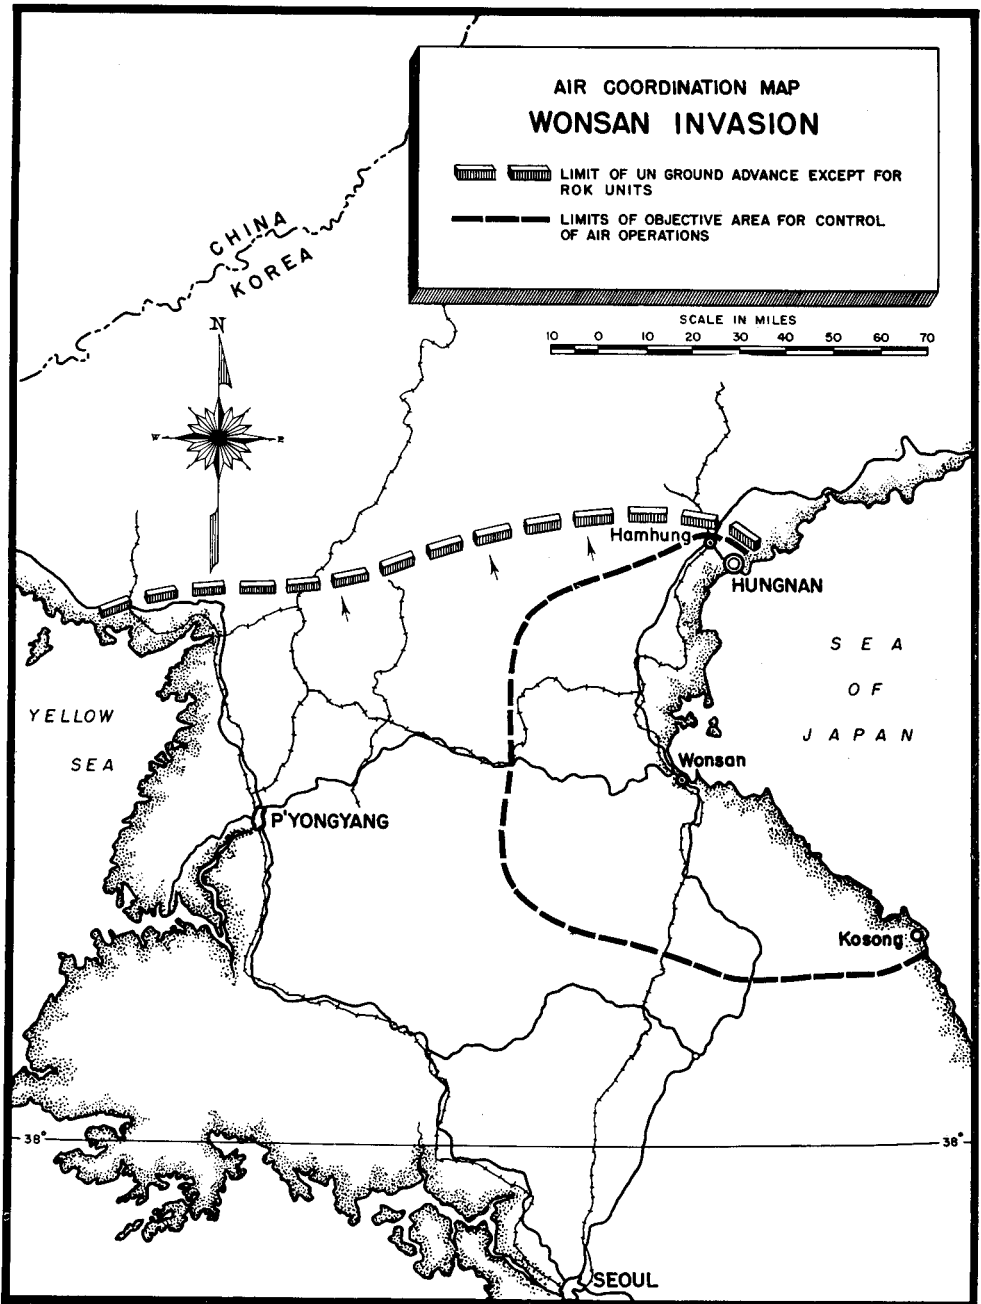 AIR COORDINATION MAP
WONSAN INVASION
LIMIT OF UN GROUND ADVANCE EXCEPT FOR
ROK UNITS
LIMITS OF OBJECTIVE AREA FOR CONTROL
OF AIR OPERATIONS
CHINA
KOREA
SCALE IN MILES
10 0 10 20 30 40 50 60 70
N
W E
Hamhung
HUNGNAN
SEA
OF
JAPAN
YELLOW
SEA
Wonsan
P'YONGYANG
Kosong
38° 38°
SEOUL